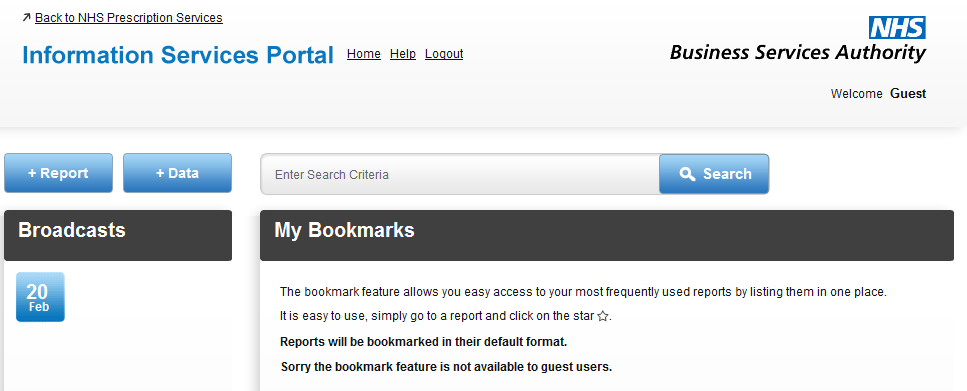 Back to NHS Prescription Services
Information Services Portal Home Help Logout
NHS
Business Services Authority
Welcome Guest
+ Report + Data Enter Search Criteria Search
Broadcasts
20
Feb
My Bookmarks
The bookmark feature allows you easy access to your most frequently used reports by listing them in one place.
It is easy to use, simply go to a report and click on the star ☆.
Reports will be bookmarked in their default format.
Sorry the bookmark feature is not available to guest users.